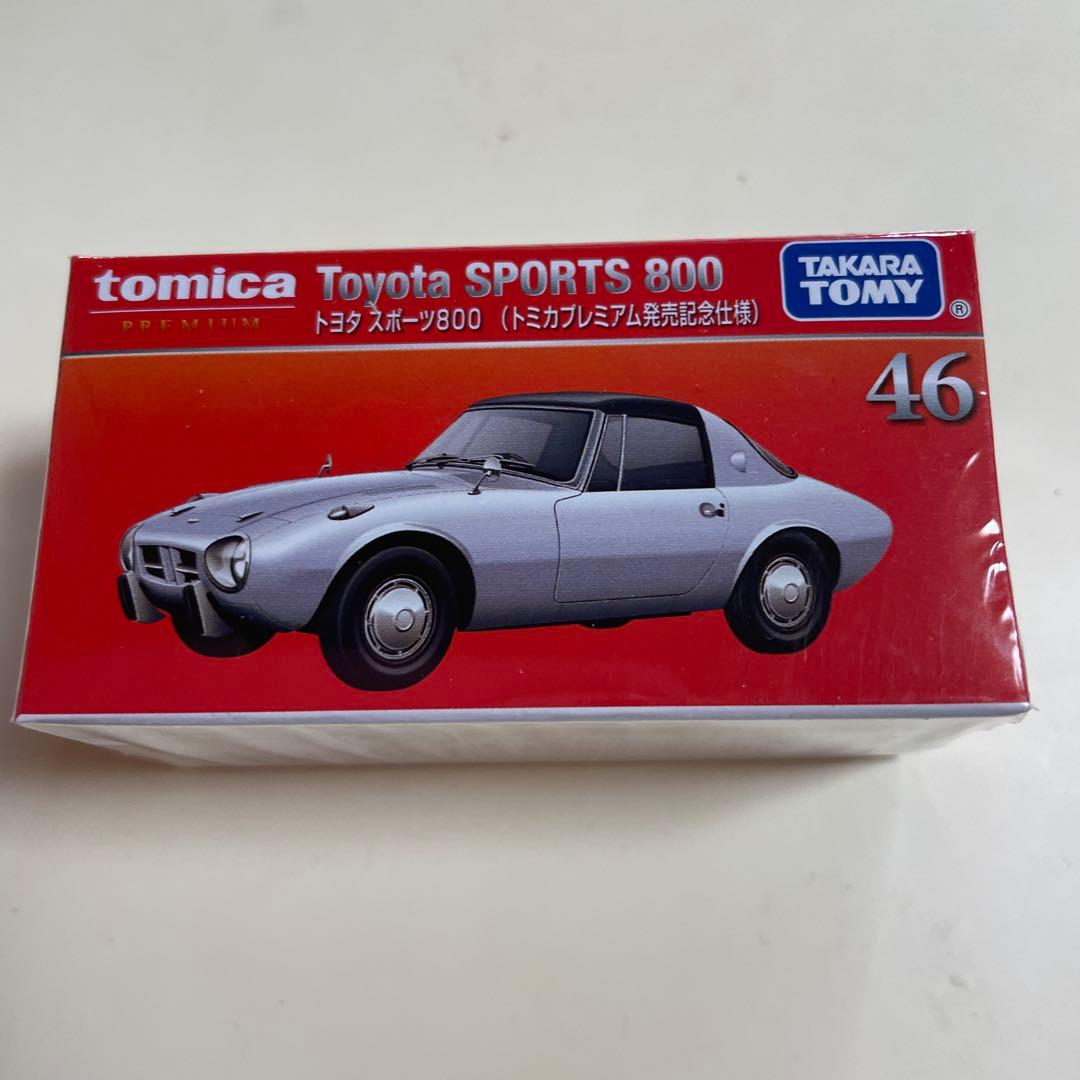 tomica
PREMIUM
Toyota SPORTS 800
トヨタ スポーツ800 (トミカプレミアム発売記念仕様)
TAKARA
TOMY
®
46